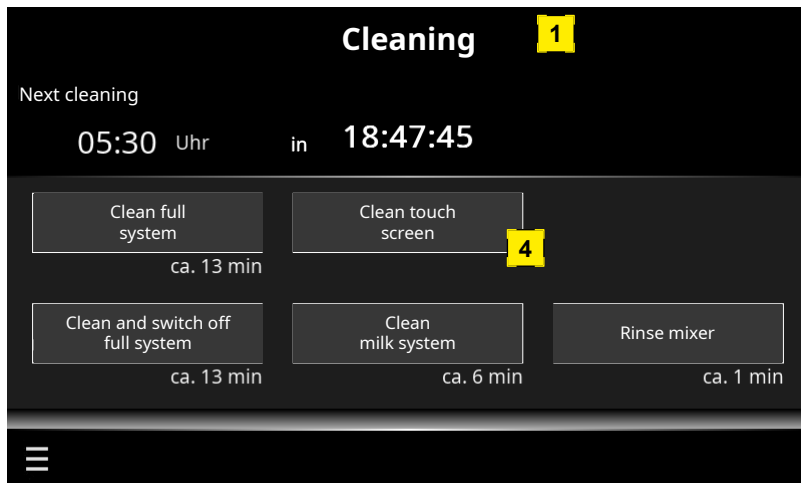 Cleaning 1
Next cleaning
05:30 Uhr in 18:47:45
Clean full
system
ca. 13 min
Clean touch
screen
4
Clean and switch off
full system
ca. 13 min
Clean
milk system
ca. 6 min
Rinse mixer
ca. 1 min